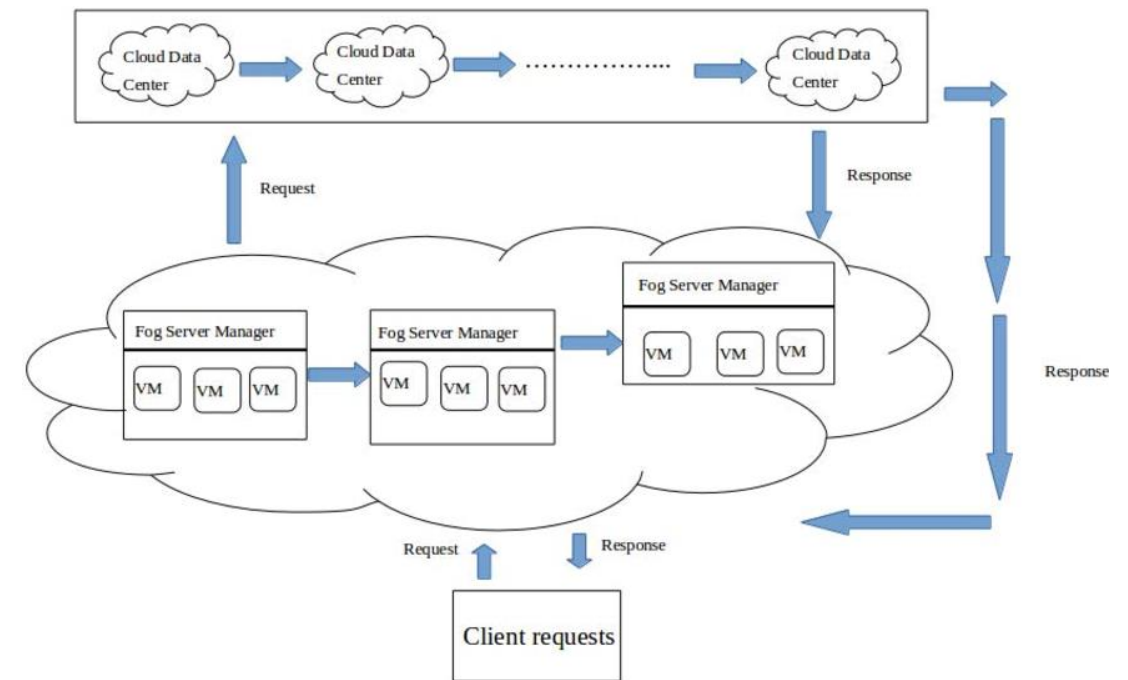 Cloud Data
Center
Cloud Data
Center
Cloud Data
Center
Request
Response
Fog Server Manager
VM
VM
VM
Fog Server Manager
VM
VM
VM
Fog Server Manager
VM
VM
VM
Response
Request
Response
Client requests